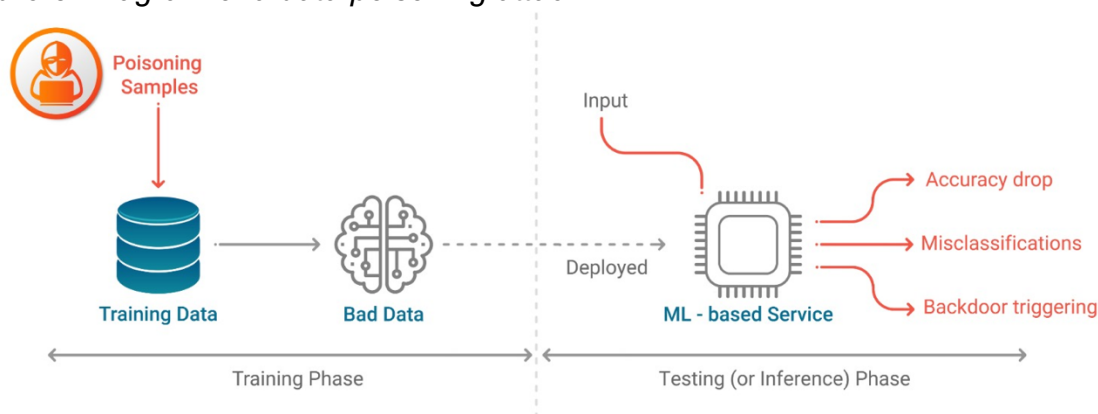 Poisoning
Samples
Input
Accuracy drop
Misclassifications
Deployed
Backdoor triggering
Training Data
Bad Data
ML - based Service
Training Phase
Testing (or Inference) Phase